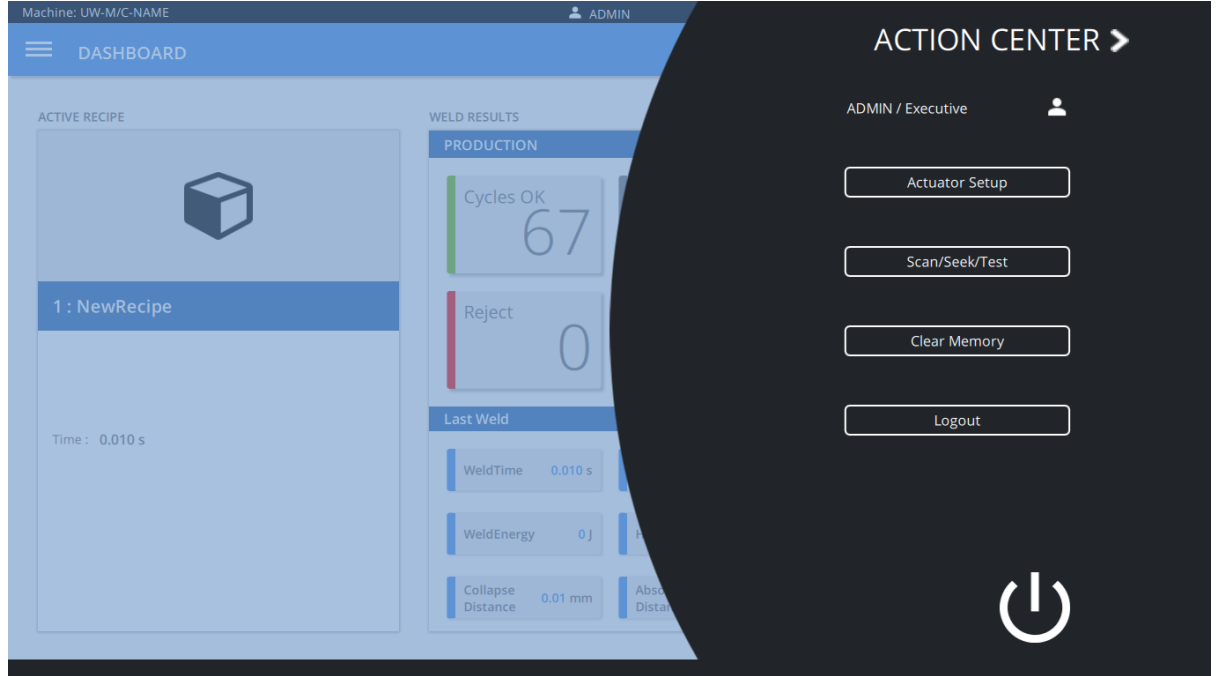 Machine: UW-M/C-NAME
ADMIN
DASHBOARD
ACTIVE RECIPE
1 : NewRecipe
Time : 0.010 s
WELD RESULTS
PRODUCTION
Cycles OK
67
Reject
0
Last Weld
WeldTime 0.010 s
WeldEnergy 0 J
Collapse
Distance 0.01 mm
ACTION CENTER
ADMIN / Executive
Actuator Setup
Scan/Seek/Test
Clear Memory
Logout